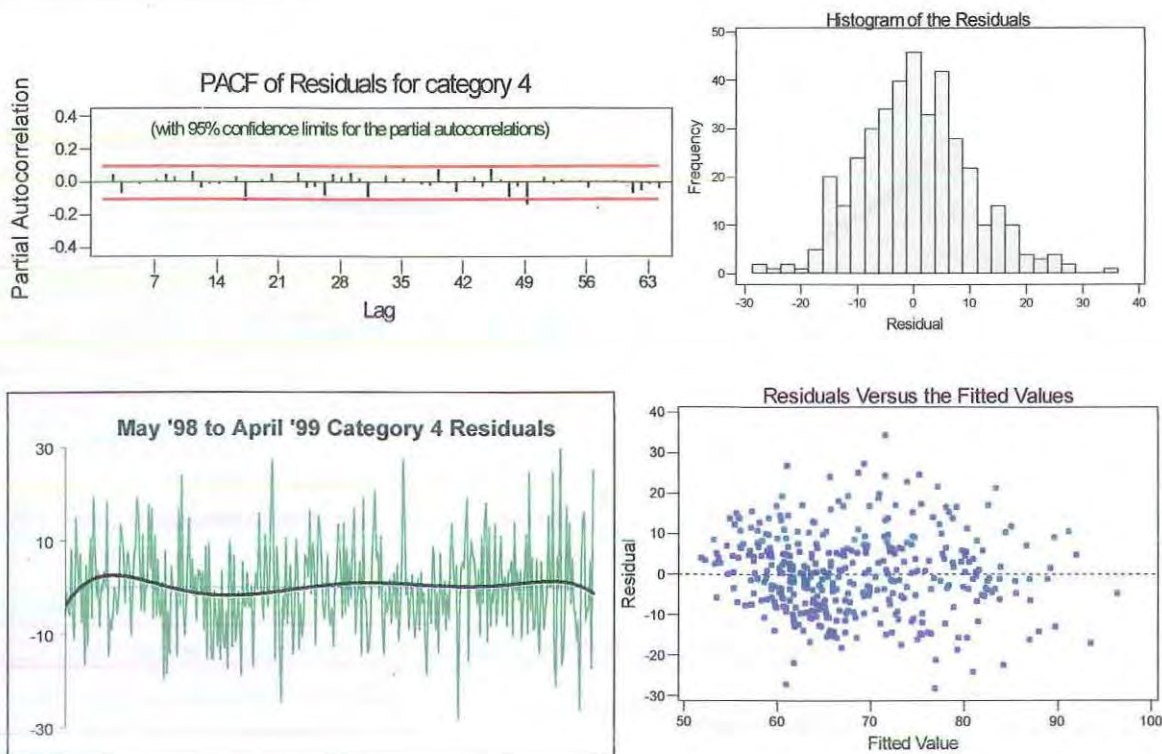 PACF of Residuals for category 4
(with 95% confidence limits for the partial autocorrelations)
Partial Autocorrelation
0.4
0.2
0.0
-0.2
-0.4
7 14 21 28 35 42 49 56 63
Lag
Histogram of the Residuals
Frequency
50
40
30
20
10
0
-30 -20 -10 0 10 20 30 40
Residual
May '98 to April '99 Category 4 Residuals
30
10
-10
-30
Residuals Versus the Fitted Values
Residual
40
30
20
10
0
-10
-20
-30
50 60 70 80 90 100
Fitted Value